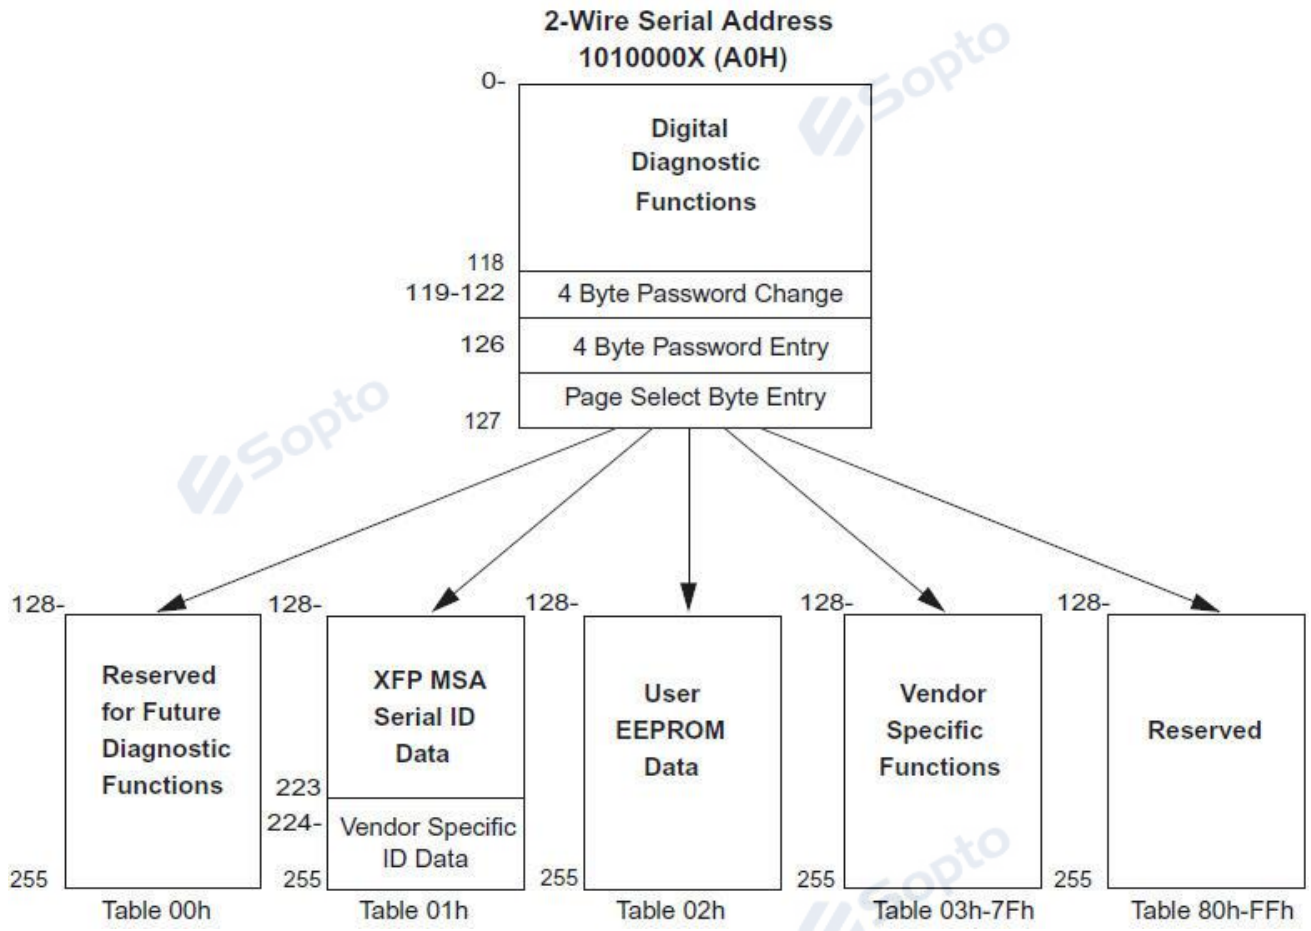 2-Wire Serial Address
1010000X (A0H)
0-
Digital
Diagnostic
Functions
118
119-122
4 Byte Password Change
126
4 Byte Password Entry
Page Select Byte Entry
127
128-
128-
128-
128-
128-
Reserved
for Future
Diagnostic
Functions
XFP MSA
Serial ID
Data
User
EEPROM
Data
Vendor
Specific
Functions
Reserved
223
224-
Vendor Specific
ID Data
255
255
255
255
255
Table 00h
Table 01h
Table 02h
Table 03h-7Fh
Table 80h-FFh
Sopto
Sopto
Sopto